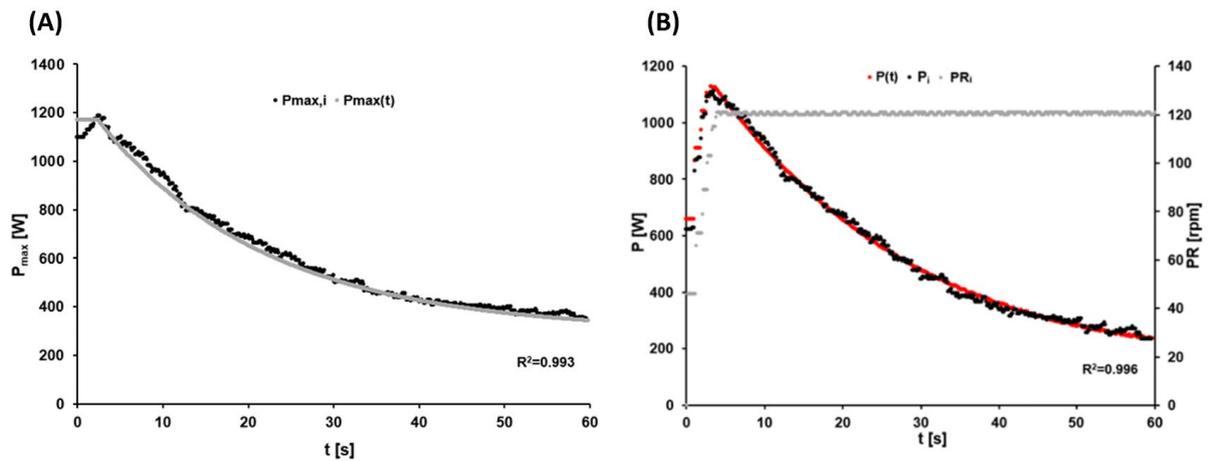 (A)
1400
1200
1000
800
600
400
200
0
Pmax [W]
Pmax,i Pmax(t)
R²=0.993
0 10 20 30 40 50 60
t [s]
(B)
1200
1000
800
600
400
200
0
P [W]
P(t) Pi PRi
140
120
100
80
60
40
20
0
PR [rpm]
R²=0.996
0 10 20 30 40 50 60
t [s]